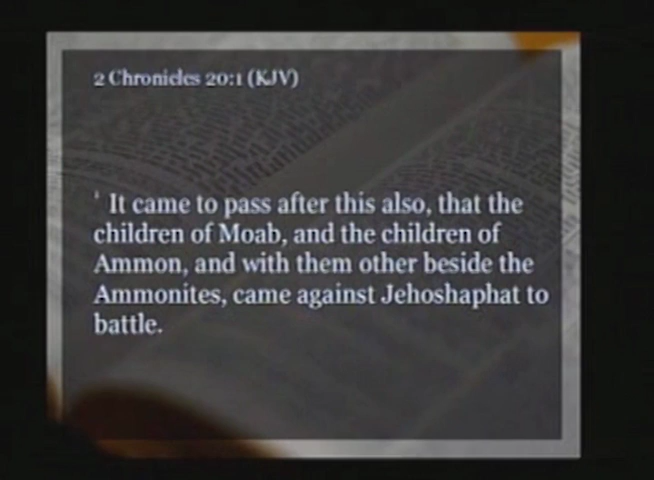 2 Chronicles 20:1 (KJV)
¹ It came to pass after this also, that the
children of Moab, and the children of
Ammon, and with them other beside the
Ammonites, came against Jehoshaphat to
battle.